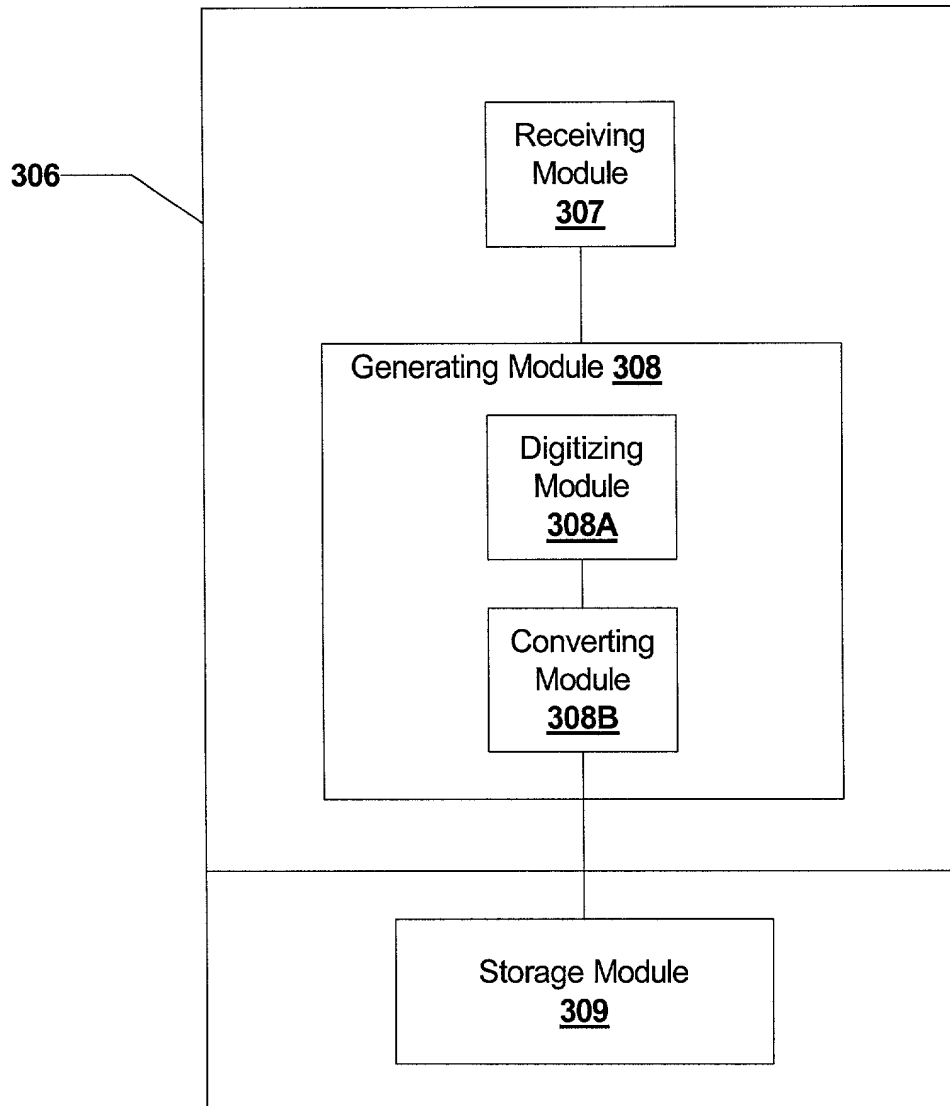 306
Receiving
Module
307
Generating Module 308
Digitizing
Module
308A
Converting
Module
308B
Storage Module
309